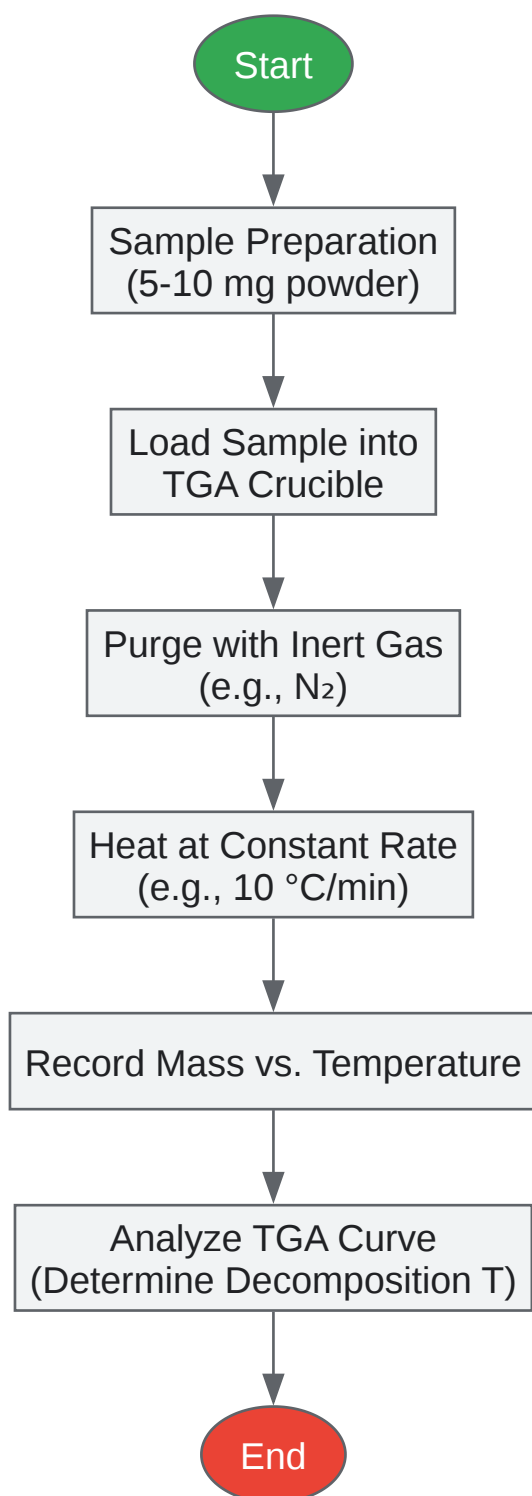 Start
Sample Preparation
(5-10 mg powder)
Load Sample into
TGA Crucible
Purge with Inert Gas
(e.g., N₂)
Heat at Constant Rate
(e.g., 10 °C/min)
Record Mass vs. Temperature
Analyze TGA Curve
(Determine Decomposition T)
End